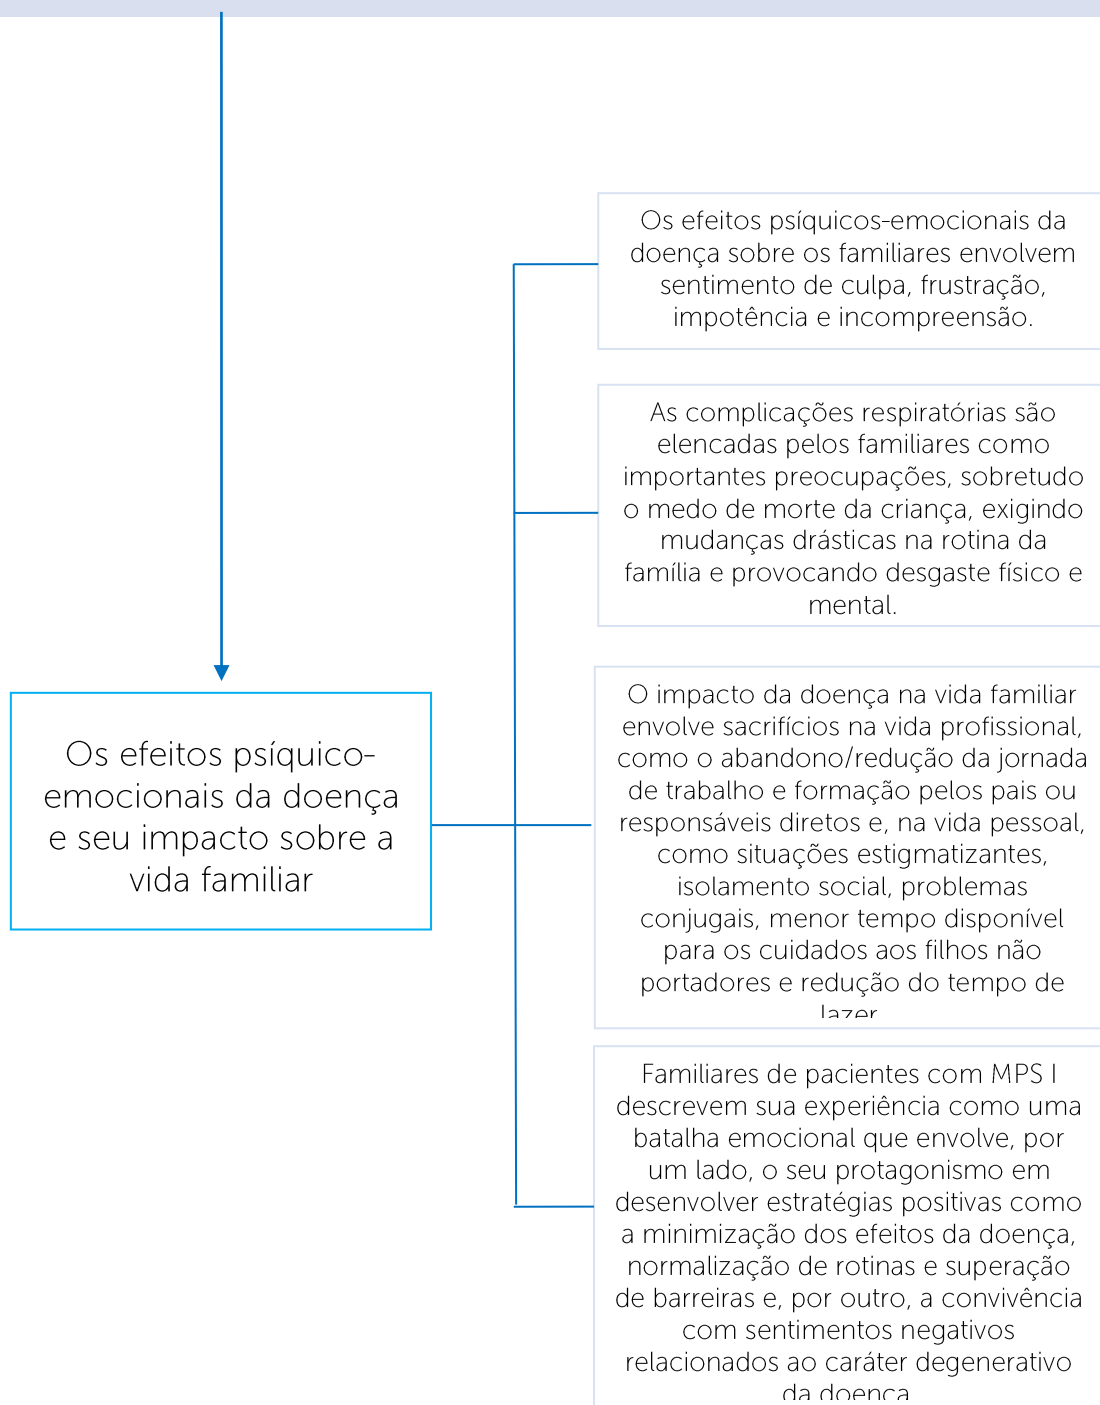 Os efeitos psíquico-
emocionais da doença
e seu impacto sobre a
vida familiar
Os efeitos psíquicos-emocionais da
doença sobre os familiares envolvem
sentimento de culpa, frustração,
impotência e incompreensão.
As complicações respiratórias são
elencadas pelos familiares como
importantes preocupações, sobretudo
o medo de morte da criança, exigindo
mudanças drásticas na rotina da
família e provocando desgaste físico e
mental.
O impacto da doença na vida familiar
envolve sacrifícios na vida profissional,
como o abandono/redução da jornada
de trabalho e formação pelos pais ou
responsáveis diretos e, na vida pessoal,
como situações estigmatizantes,
isolamento social, problemas
conjugais, menor tempo disponível
para os cuidados aos filhos não
portadores e redução do tempo de
lazer
Familiares de pacientes com MPS I
descrevem sua experiência como uma
batalha emocional que envolve, por
um lado, o seu protagonismo em
desenvolver estratégias positivas como
a minimização dos efeitos da doença,
normalização de rotinas e superação
de barreiras e, por outro, a convivência
com sentimentos negativos
relacionados ao caráter degenerativo
da doença